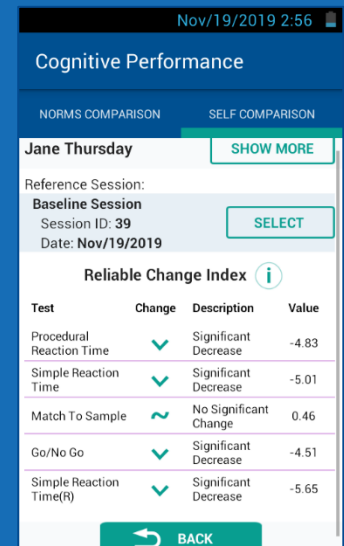 Nov/19/2019 2:56
Cognitive Performance
NORMS COMPARISON SELF COMPARISON
Jane Thursday SHOW MORE
Reference Session:
Baseline Session
Session ID: 39 SELECT
Date: Nov/19/2019
Reliable Change Index i
Test Change Description Value
Procedural Reaction Time Significant Decrease -4.83
Simple Reaction Time Significant Decrease -5.01
Match To Sample ~ No Significant Change 0.46
Go/No Go Significant Decrease -4.51
Simple Reaction Time(R) Significant Decrease -5.65
BACK